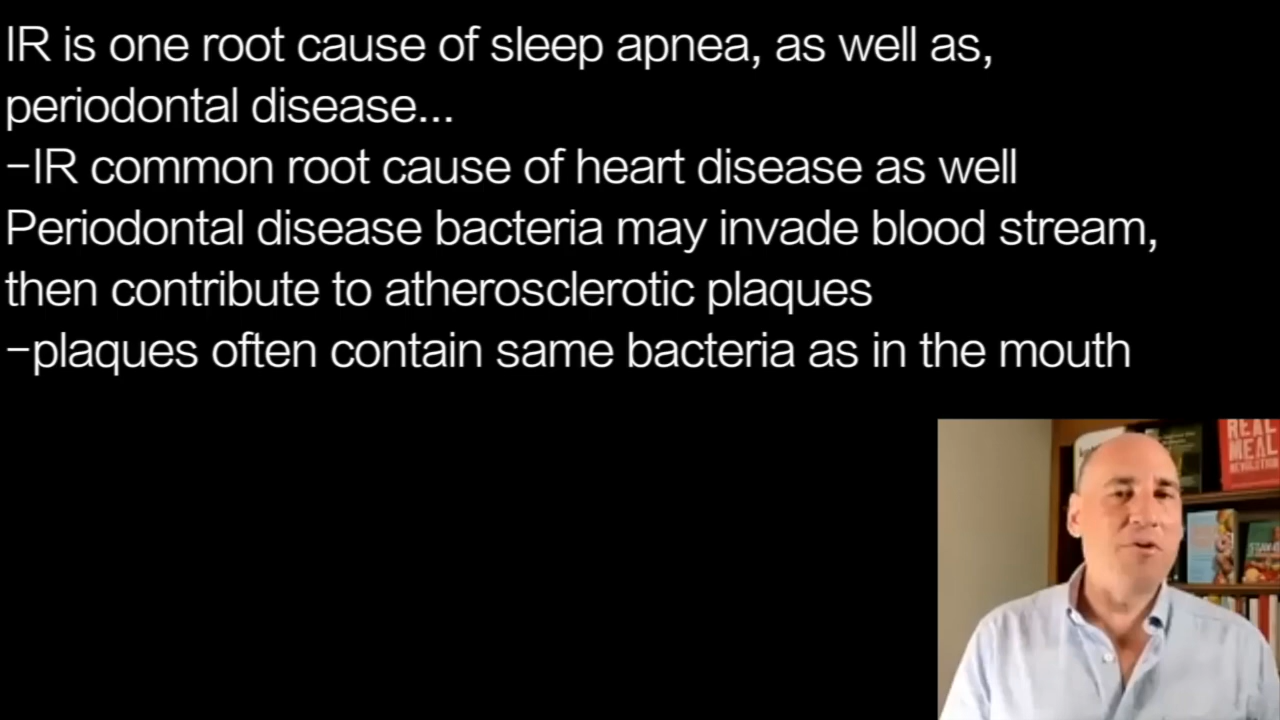 IR is one root cause of sleep apnea, as well as,
periodontal disease...
–IR common root cause of heart disease as well
Periodontal disease bacteria may invade blood stream,
then contribute to atherosclerotic plaques
–plaques often contain same bacteria as in the mouth
REAL
MEAL
REVOLUTION